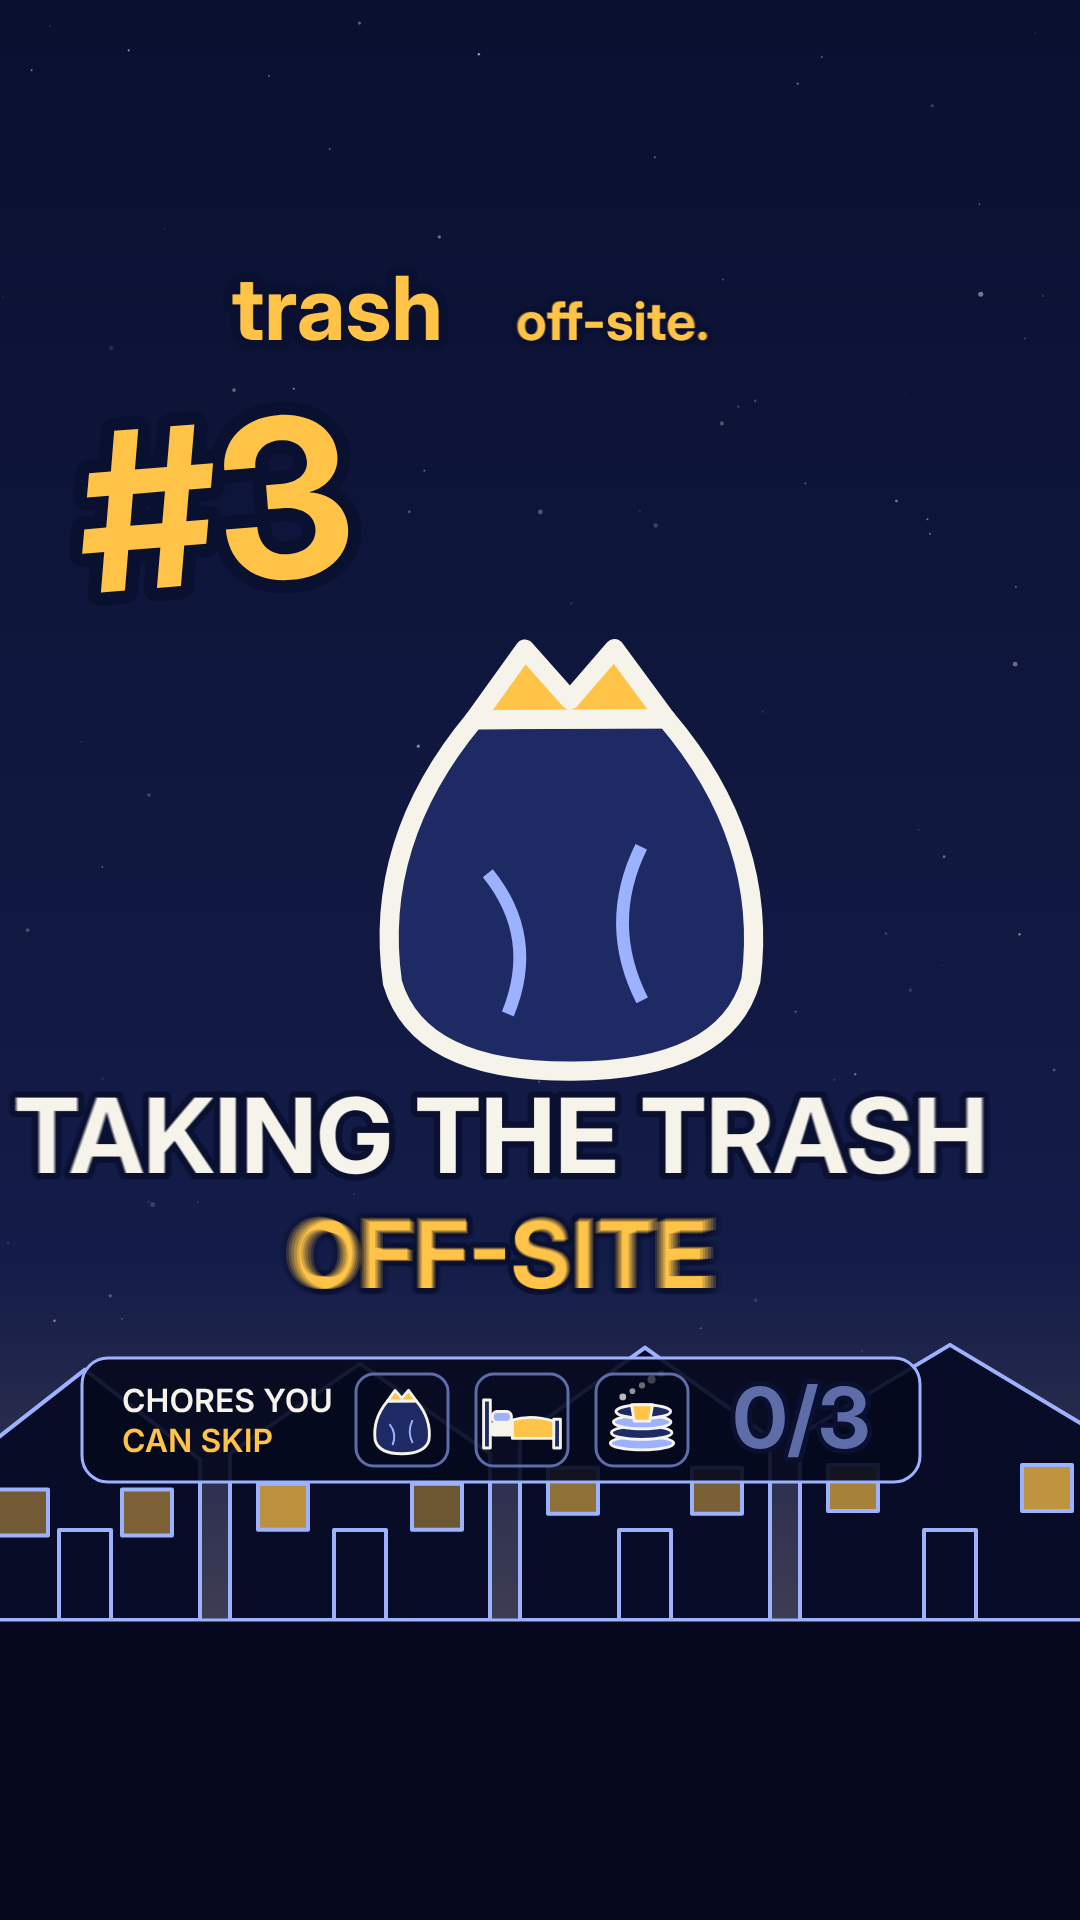 trash off-site.
#3
TAKING THE TRASH
OFF-SITE
CHORES YOU
CAN SKIP
0/3